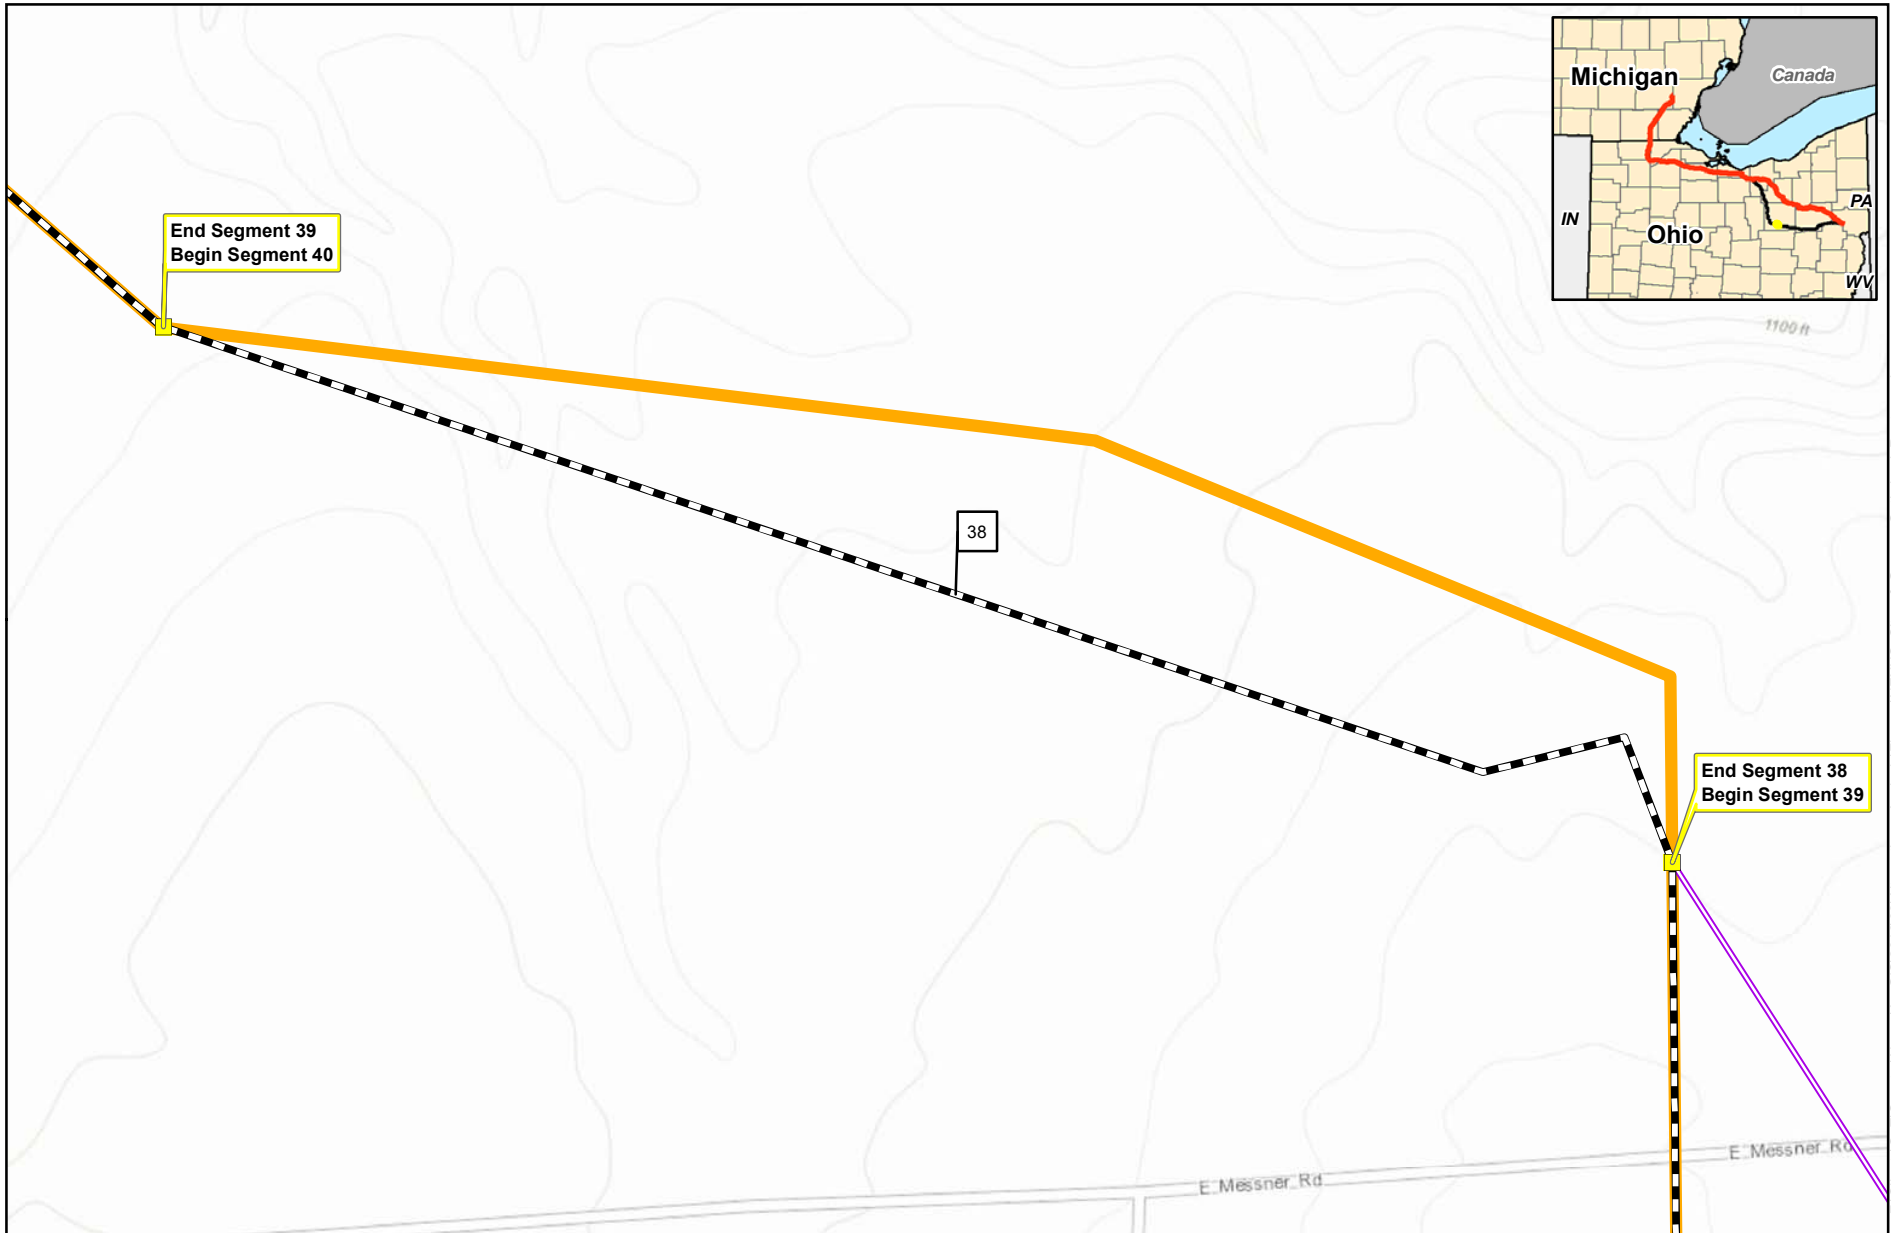 Michigan
Canada
PA
IN
Ohio
WV
1100 ft
End Segment 39
Begin Segment 40
38
End Segment 38
Begin Segment 39
E Messner Rd
E Messner Rd